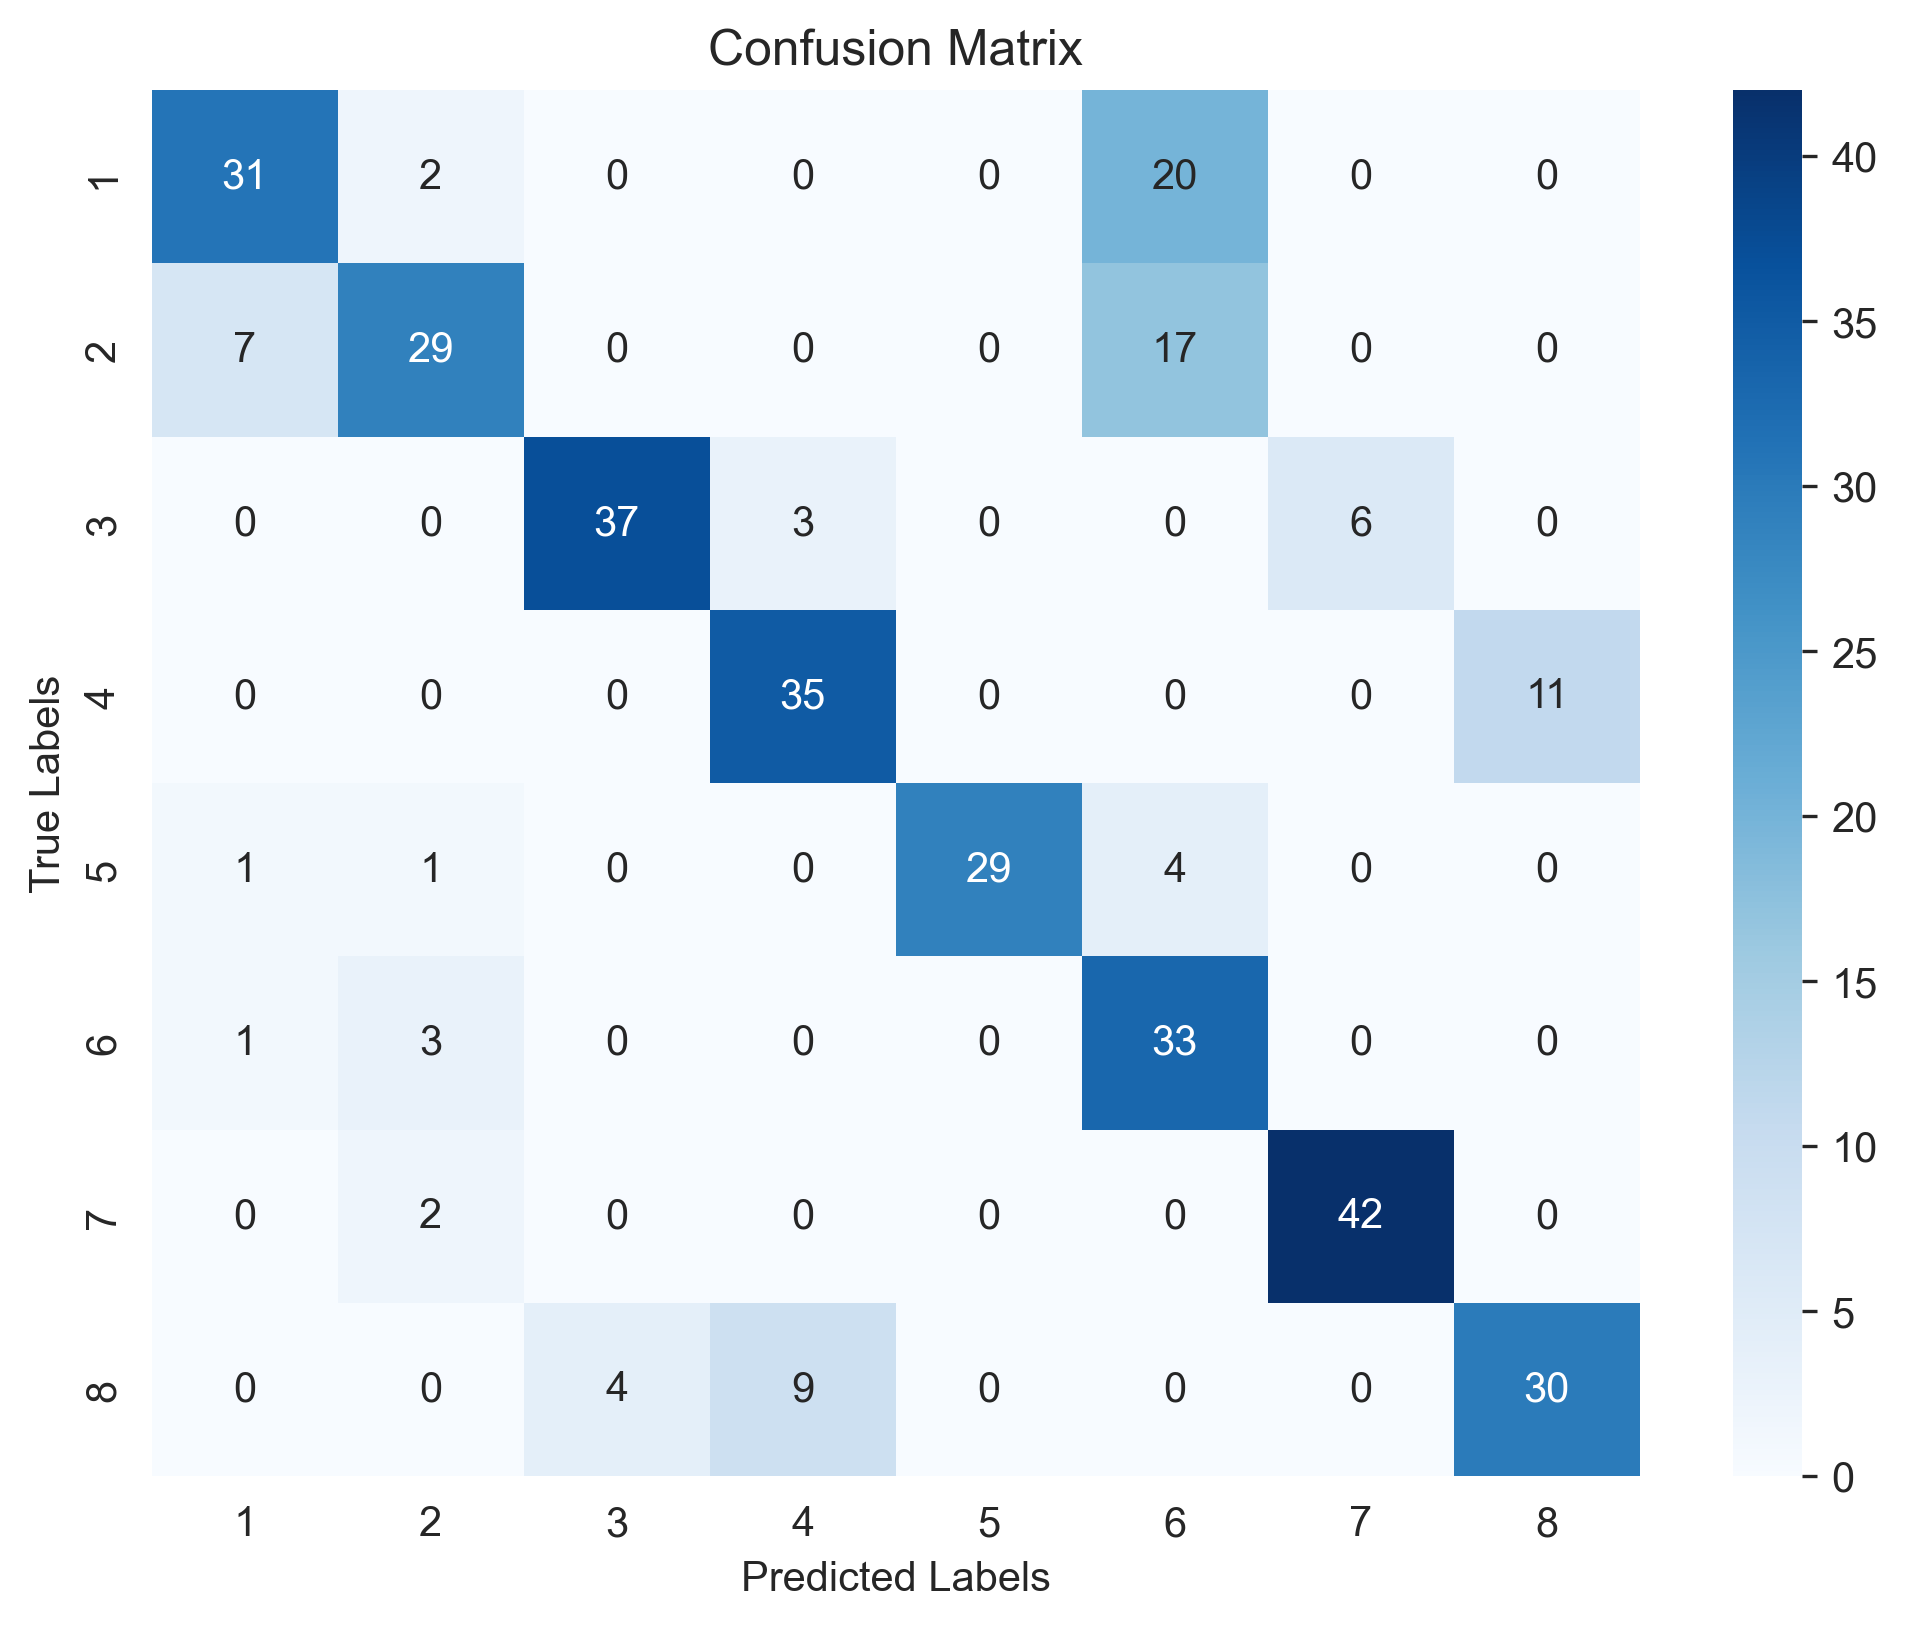 Confusion Matrix
True Labels
1 31 2 0 0 0 20 0 0
2 7 29 0 0 0 17 0 0
3 0 0 37 3 0 0 6 0
4 0 0 0 35 0 0 0 11
5 1 1 0 0 29 4 0 0
6 1 3 0 0 0 33 0 0
7 0 2 0 0 0 0 42 0
8 0 0 4 9 0 0 0 30
1 2 3 4 5 6 7 8
Predicted Labels
40
35
30
25
20
15
10
5
0